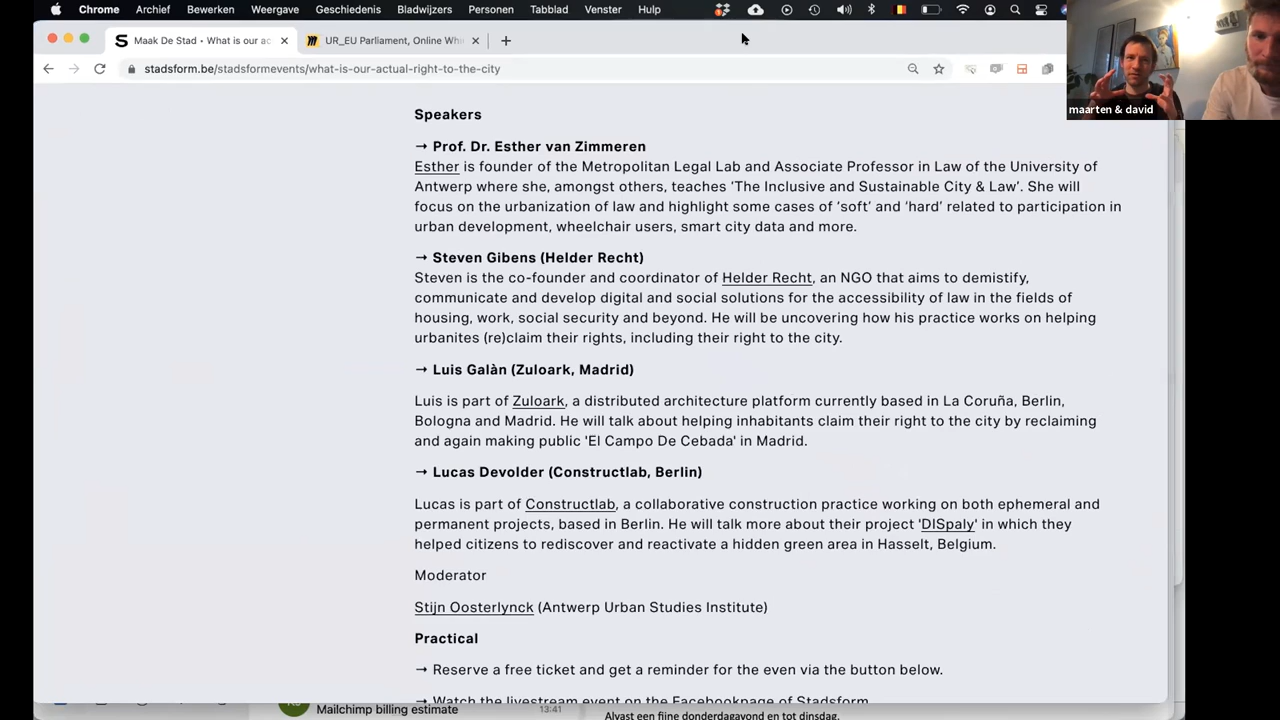 Chrome Archief Bewerken Weergave Geschiedenis Bladwijzers Personen Tabblad Venster Hulp
Maak De Stad • What is our ac
UR_EU Parliament, Online Whi
stadsform.be/stadsformevents/what-is-our-actual-right-to-the-city
maarten & david
Speakers
→ Prof. Dr. Esther van Zimmeren
Esther is founder of the Metropolitan Legal Lab and Associate Professor in Law of the University of
Antwerp where she, amongst others, teaches ‘The Inclusive and Sustainable City & Law’. She will
focus on the urbanization of law and highlight some cases of ‘soft’ and ‘hard’ related to participation in
urban development, wheelchair users, smart city data and more.
→ Steven Gibens (Helder Recht)
Steven is the co-founder and coordinator of Helder Recht, an NGO that aims to demistify,
communicate and develop digital and social solutions for the accessibility of law in the fields of
housing, work, social security and beyond. He will be uncovering how his practice works on helping
urbanites (re)claim their rights, including their right to the city.
→ Luis Galàn (Zuloark, Madrid)
Luis is part of Zuloark, a distributed architecture platform currently based in La Coruña, Berlin,
Bologna and Madrid. He will talk about helping inhabitants claim their right to the city by reclaiming
and again making public 'El Campo De Cebada' in Madrid.
→ Lucas Devolder (Constructlab, Berlin)
Lucas is part of Constructlab, a collaborative construction practice working on both ephemeral and
permanent projects, based in Berlin. He will talk more about their project 'DISpaly' in which they
helped citizens to rediscover and reactivate a hidden green area in Hasselt, Belgium.
Moderator
Stijn Oosterlynck (Antwerp Urban Studies Institute)
Practical
→ Reserve a free ticket and get a reminder for the even via the button below.
→ Watch the livestream event on the Facebookpage of Stadsform
Mailchimp billing estimate 13:41
Alvast een fijne donderdagavond en tot dinsdag.